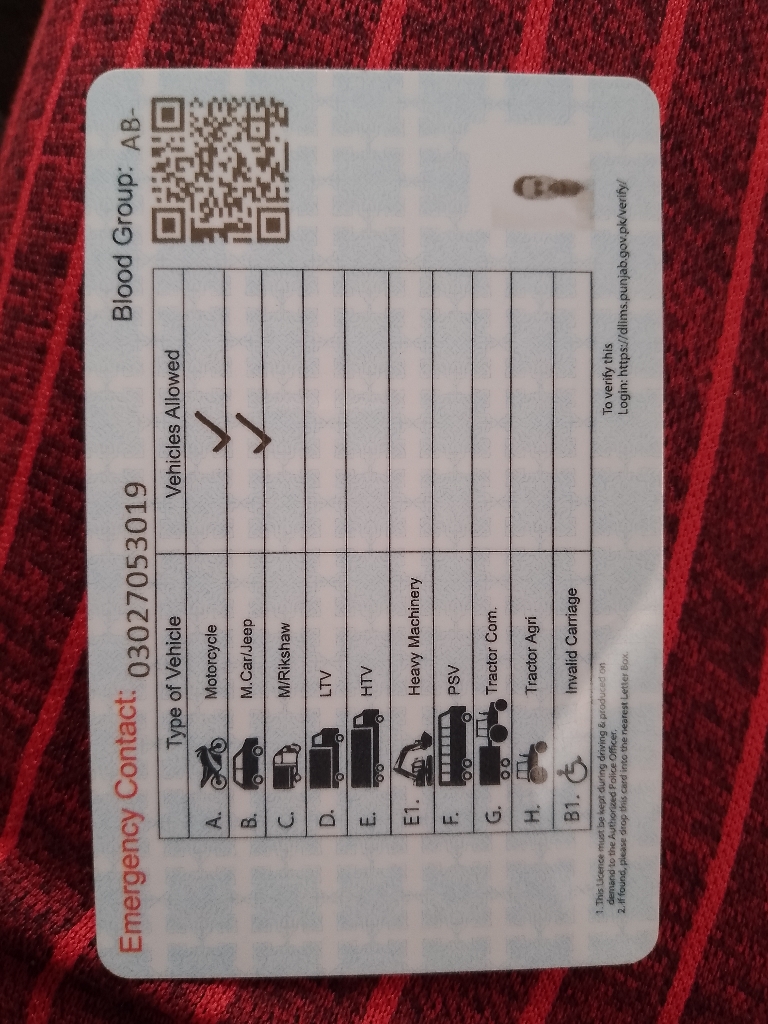 Emergency Contact: 03027053019 Blood Group: AB-
Type of Vehicle Vehicles Allowed
A. Motorcycle ✓
B. M.Car/Jeep ✓
C. M/Rikshaw
D. LTV
E. HTV
E1. Heavy Machinery
F. PSV
G. Tractor Com.
H. Tractor Agri
B1. Invalid Carriage
1. This Licence must be kept during driving & produced on
demand to the Authorized Police Officer.
2. If found, please drop this card into the nearest Letter Box.
To verify this
Login: https://dlims.punjab.gov.pk/verify/